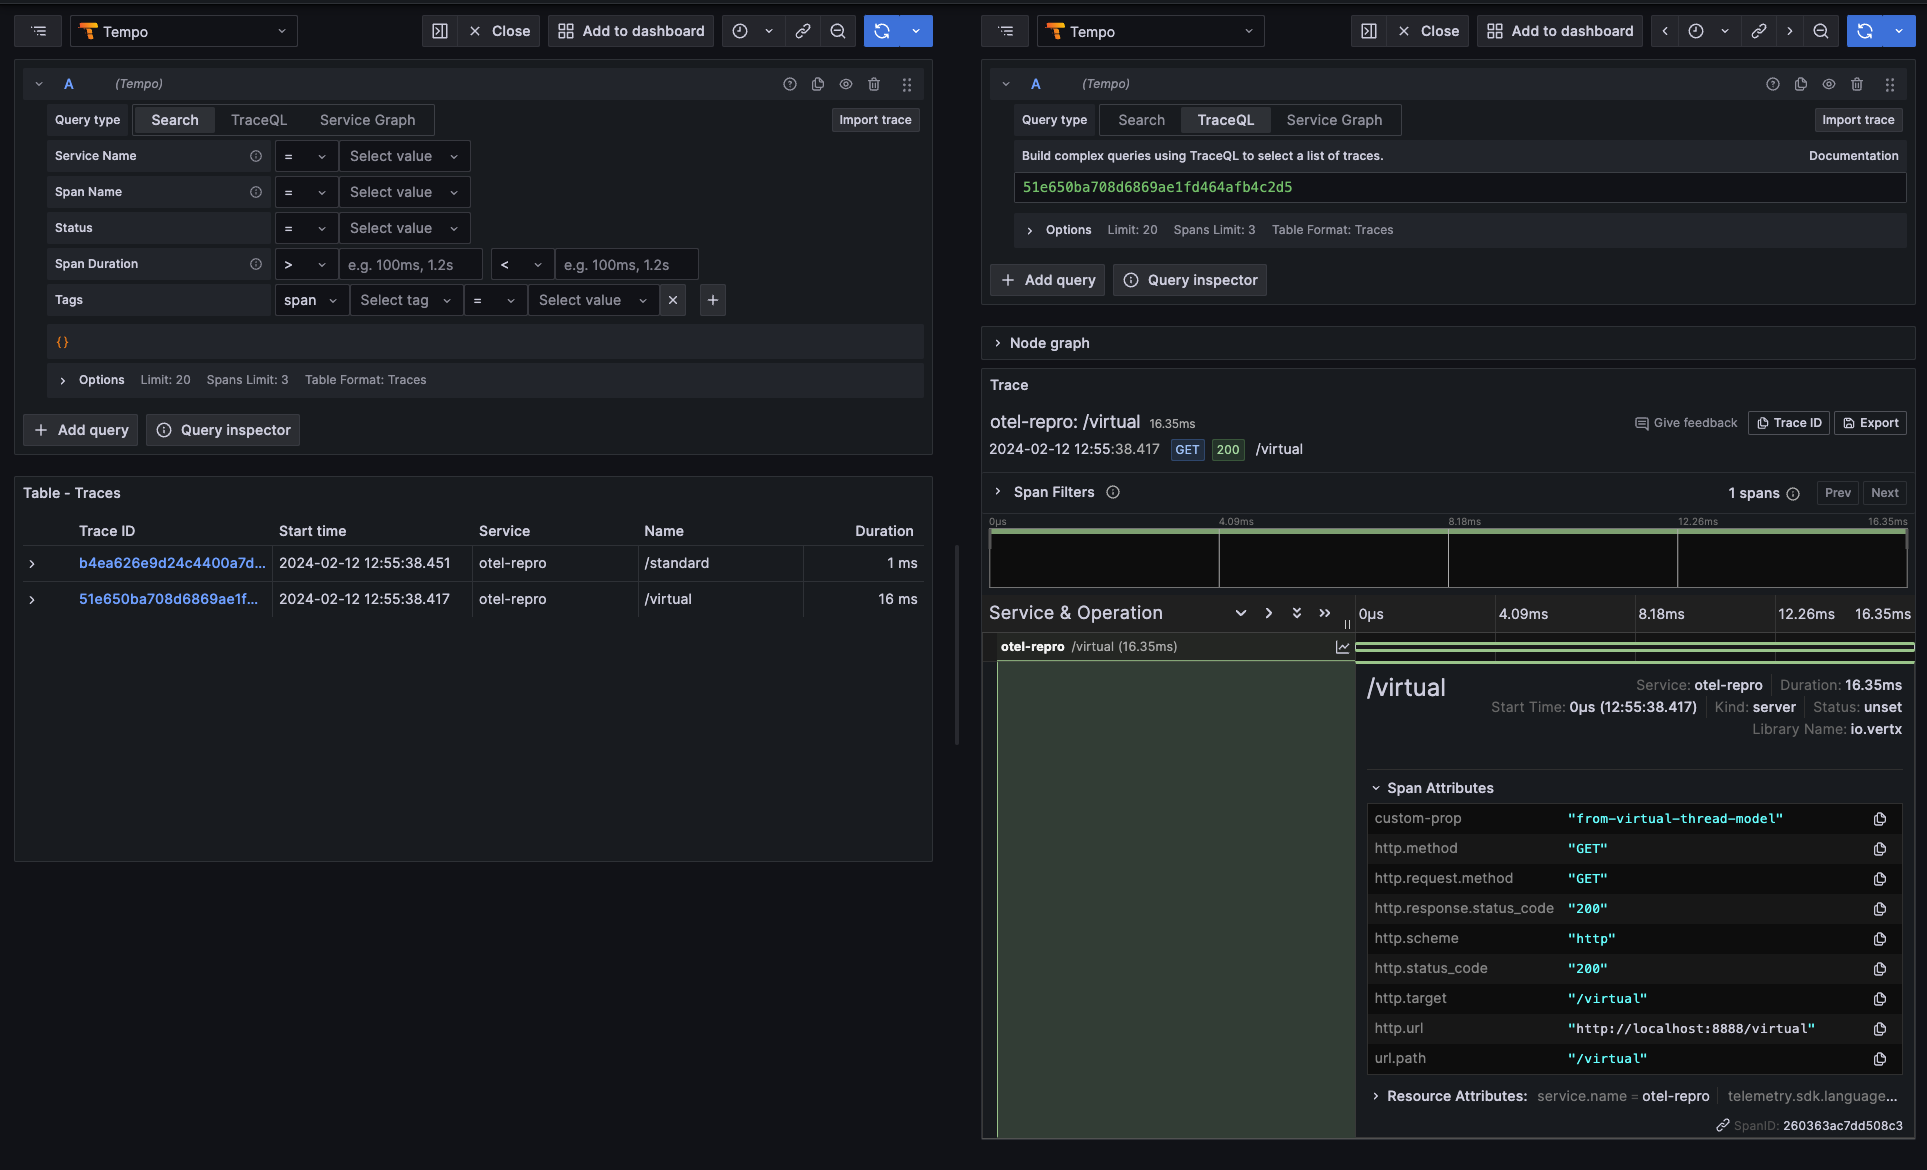 Tempo
Close
Add to dashboard
A
(Tempo)
Query type
Search
TraceQL
Service Graph
Import trace
Service Name
=
Select value
Span Name
=
Select value
Status
=
Select value
Span Duration
>
e.g. 100ms, 1.2s
<
e.g. 100ms, 1.2s
Tags
span
Select tag
=
Select value
{}
Options
Limit: 20
Spans Limit: 3
Table Format: Traces
Add query
Query inspector
Table - Traces
Trace ID Start time Service Name Duration
b4ea626e9d24c4400a7d... 2024-02-12 12:55:38.451 otel-repro /standard 1 ms
51e650ba708d6869ae1f... 2024-02-12 12:55:38.417 otel-repro /virtual 16 ms
Tempo
Close
Add to dashboard
A
(Tempo)
Query type
Search
TraceQL
Service Graph
Import trace
Build complex queries using TraceQL to select a list of traces.
Documentation
51e650ba708d6869ae1fd464afb4c2d5
Options
Limit: 20
Spans Limit: 3
Table Format: Traces
Add query
Query inspector
Node graph
Trace
otel-repro: /virtual 16.35ms
Give feedback
Trace ID
Export
2024-02-12 12:55:38.417 GET 200 /virtual
Span Filters
1 spans
Prev
Next
0μs 4.09ms 8.18ms 12.26ms 16.35ms
Service & Operation
0μs 4.09ms 8.18ms 12.26ms 16.35ms
otel-repro /virtual (16.35ms)
/virtual
Service: otel-repro Duration: 16.35ms
Start Time: 0μs (12:55:38.417) Kind: server Status: unset
Library Name: io.vertx
Span Attributes
custom-prop "from-virtual-thread-model"
http.method "GET"
http.request.method "GET"
http.response.status_code "200"
http.scheme "http"
http.status_code "200"
http.target "/virtual"
http.url "http://localhost:8888/virtual"
url.path "/virtual"
Resource Attributes: service.name = otel-repro telemetry.sdk.language...
SpanID: 260363ac7dd508c3